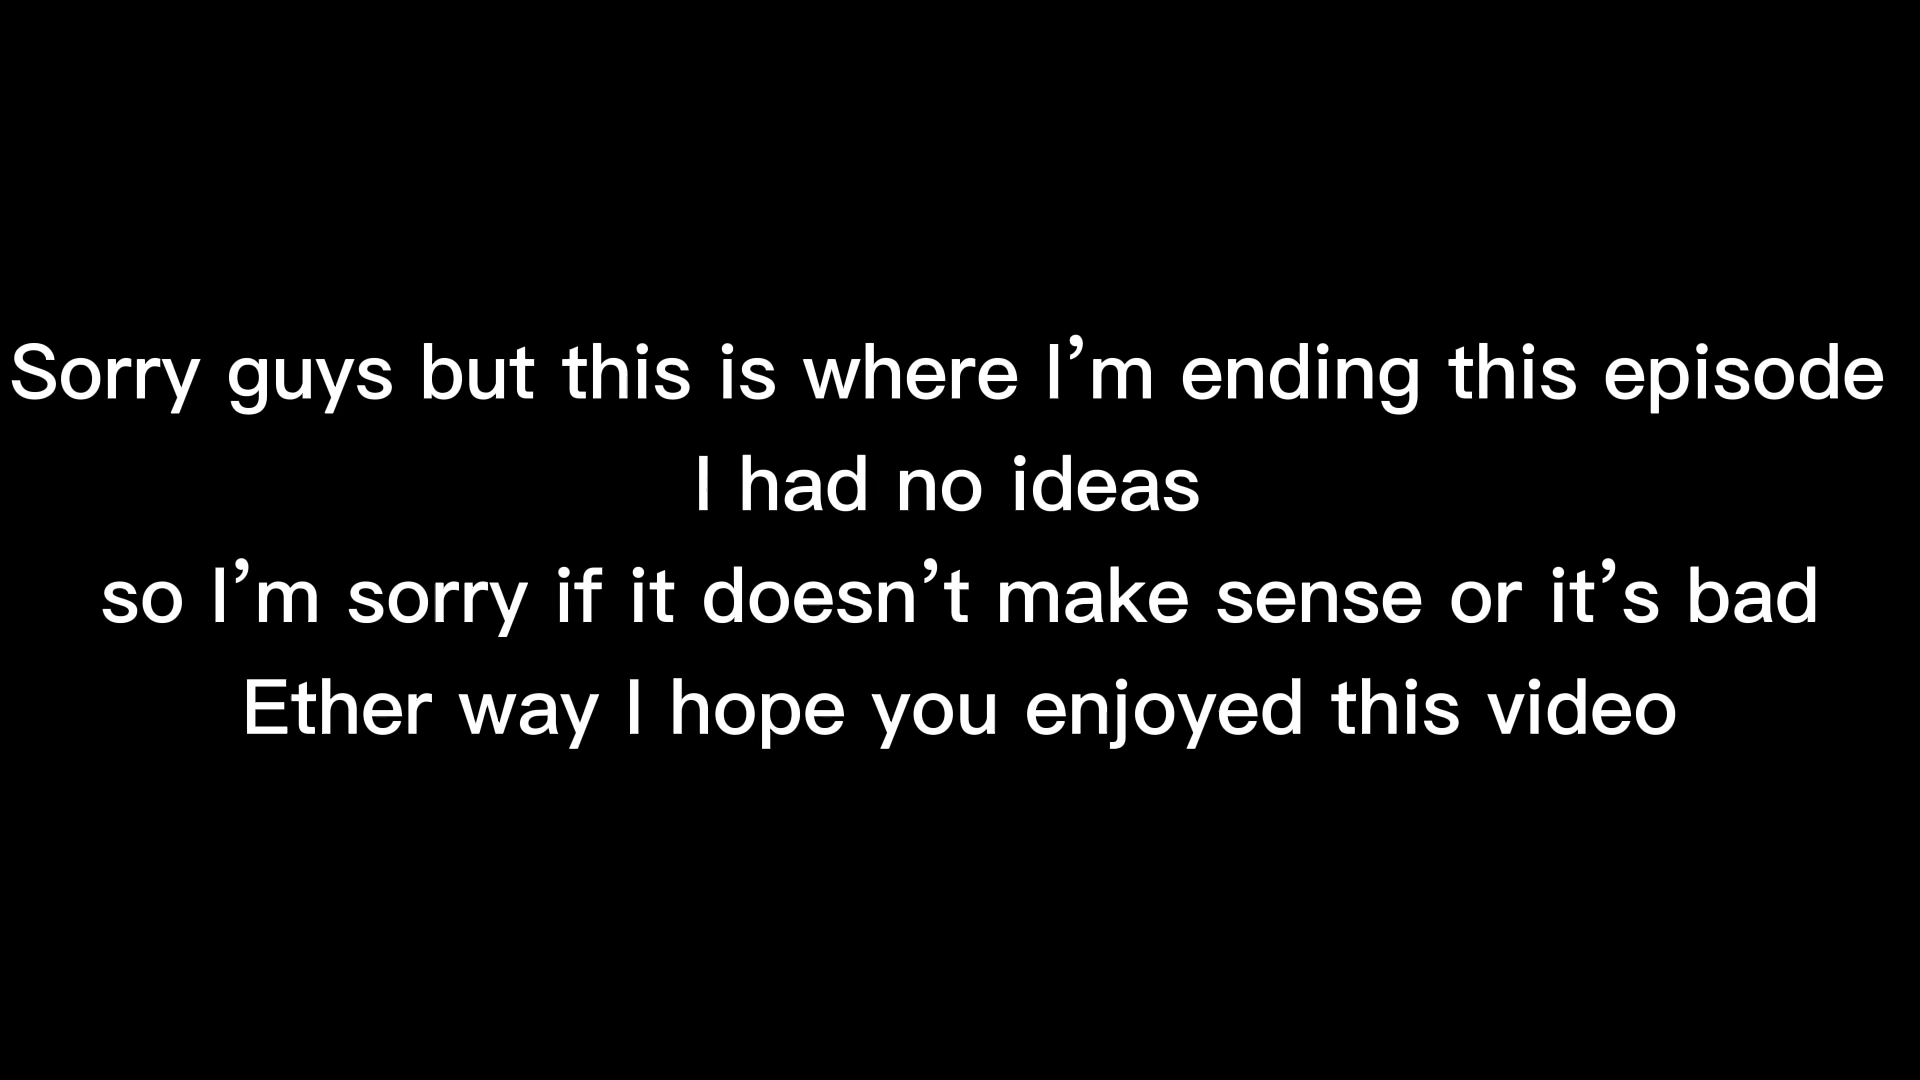 Sorry guys but this is where I’m ending this episode
I had no ideas
so I’m sorry if it doesn’t make sense or it’s bad
Ether way I hope you enjoyed this video